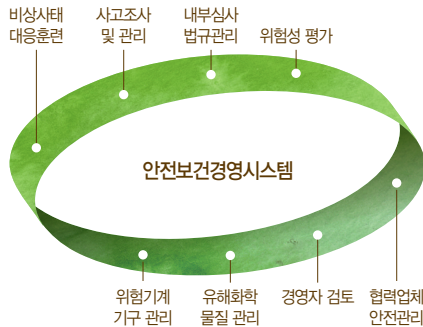 비상사태
대응훈련
사고조사
및 관리
내부심사
법규관리
위험성 평가
안전보건경영시스템
위험기계
기구 관리
유해화학
물질 관리
경영자 검토
협력업체
안전관리